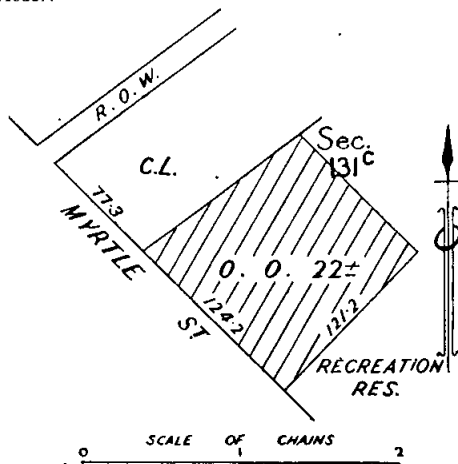 R.O.W.
Sec.
131c
C.L.
77.3
MYRTLE
ST
0. 0. 22±
124.2
121.2
RECREATION
RES.
SCALE OF CHAINS
0 1 2